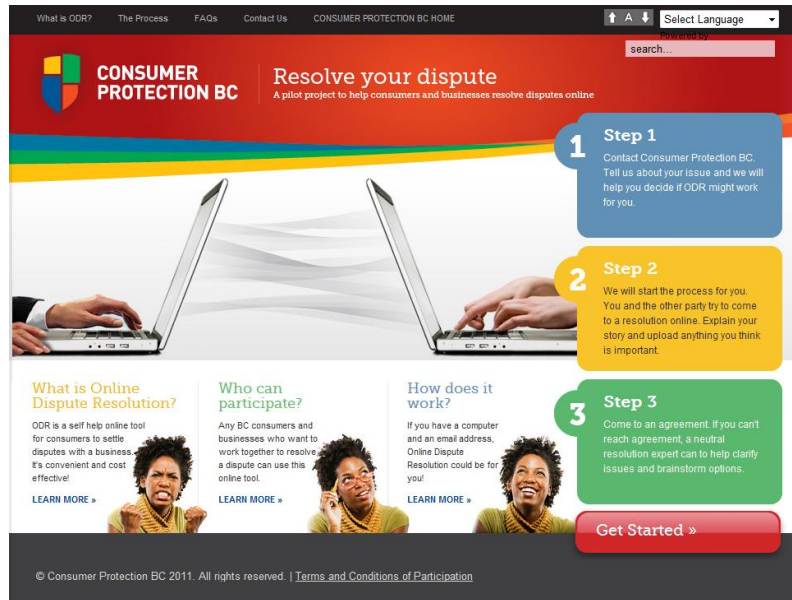 What is ODR?
The Process
FAQs
Contact Us
CONSUMER PROTECTION BC HOME
A
Select Language
Powered by
search...
CONSUMER
PROTECTION BC
Resolve your dispute
A pilot project to help consumers and businesses resolve disputes online
1
Step 1
Contact Consumer Protection BC.
Tell us about your issue and we will
help you decide if ODR might work
for you.
2
Step 2
We will start the process for you.
You and the other party try to come
to a resolution online. Explain your
story and upload anything you think
is important.
3
Step 3
Come to an agreement. If you can't
reach agreement, a neutral
resolution expert can to help clarify
issues and brainstorm options.
Get Started »
What is Online
Dispute Resolution?
ODR is a self help online tool
for consumers to settle
disputes with a business.
It's convenient and cost
effective!
LEARN MORE »
Who can
participate?
Any BC consumers and
businesses who want to
work together to resolve
a dispute can use this
online tool.
LEARN MORE »
How does it
work?
If you have a computer
and an email address,
Online Dispute
Resolution could be for
you!
LEARN MORE »
© Consumer Protection BC 2011. All rights reserved. | Terms and Conditions of Participation